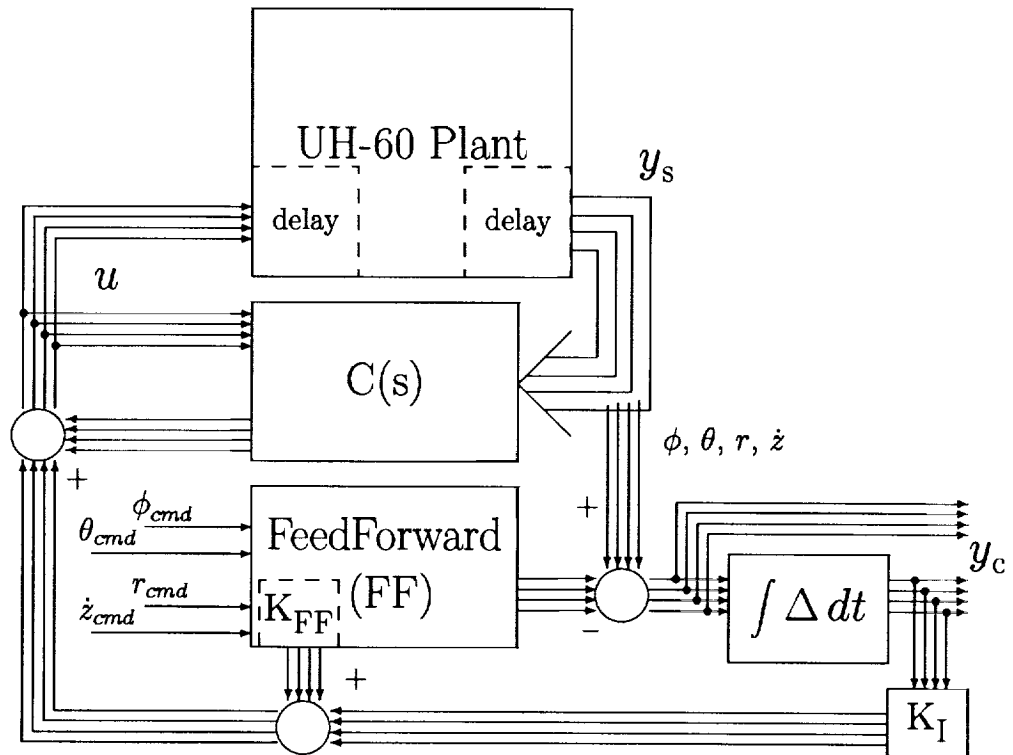 UH-60 Plant
y_s
delay
delay
u
C(s)
ϕ, θ, r, ż
+
ϕ_cmd
θ_cmd
FeedForward
(FF)
+
r_cmd
ż_cmd
K_FF
−
∫ Δ dt
y_c
+
K_I